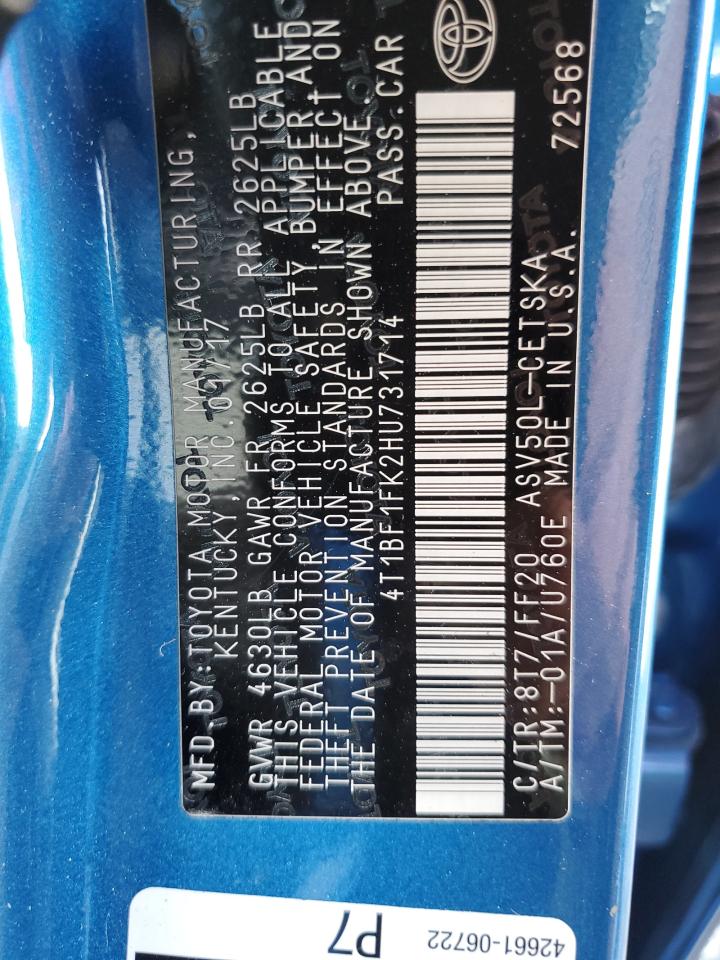 MFD.BY:TOYOTA MOTOR MANUFACTURING,
KENTUCKY,INC. 09/17
GVWR 4630LB GAWR FR 2625LB RR 2625LB
THIS VEHICLE CONFORMS TO ALL APPLICABLE
FEDERAL MOTOR VEHICLE SAFETY,BUMPER,AND
THEFT PREVENTION STANDARDS IN EFFECT ON
THE DATE OF MANUFACTURE SHOWN ABOVE.
4T1BF1FK2HU731714 PASS.CAR
C/TR:8T7/FF20 ASV50L-CETSKA
A/TM:-01A/U760E MADE IN U.S.A. 72568
P7
42661-06722